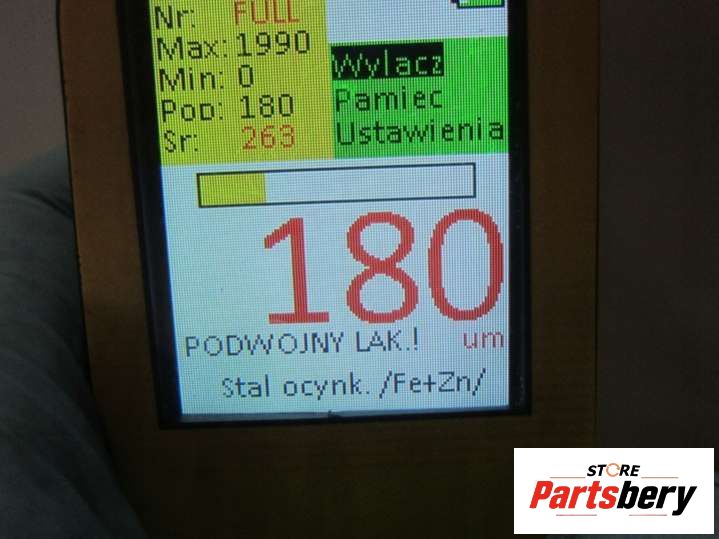 Nr: FULL
Max: 1990
Min: 0
Pop: 180
Sr: 263
Wylacz
Pamiec
Ustawienia
180
um
PODWOJNY LAK.!
Stal ocynk. /Fe+Zn/
STORE
Partsbery